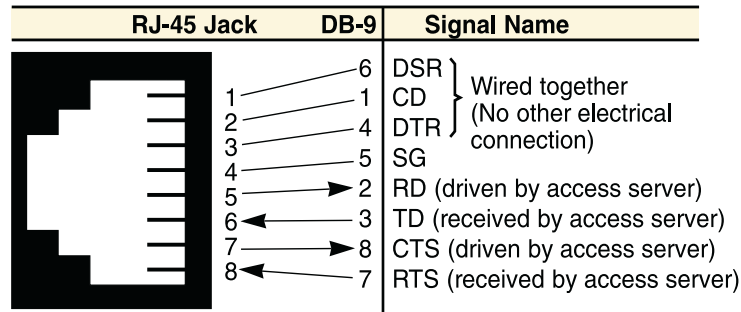 RJ-45 Jack DB-9 Signal Name
1 6 DSR
2 1 CD
3 4 DTR
Wired together
(No other electrical
connection)
4 5 SG
5 2 RD (driven by access server)
6 3 TD (received by access server)
7 8 CTS (driven by access server)
8 7 RTS (received by access server)